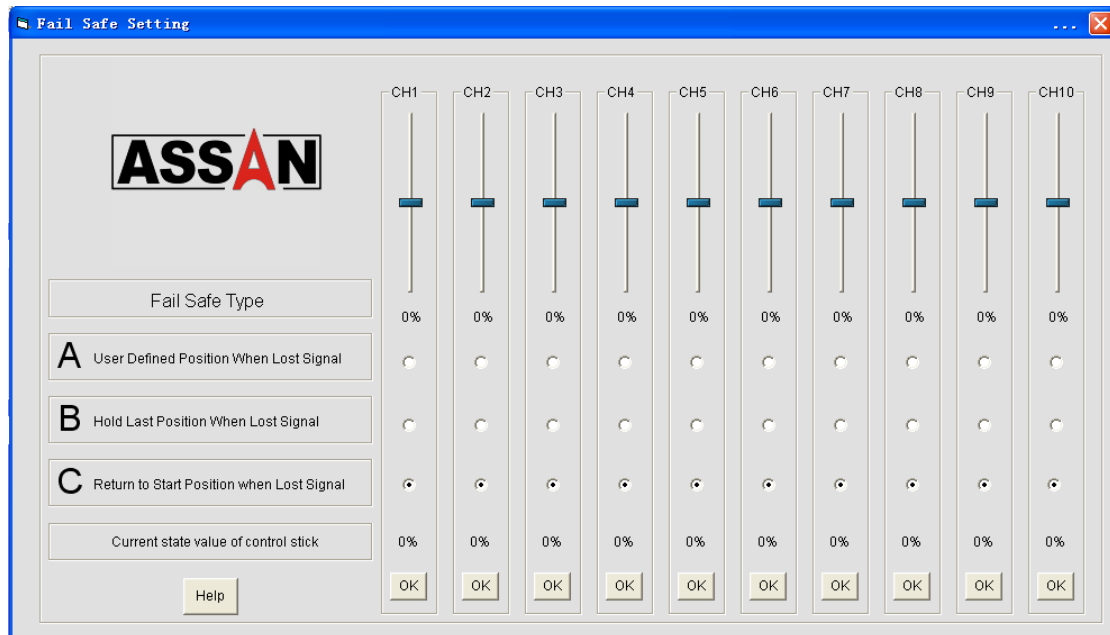 Fail Safe Setting ...
CH1 CH2 CH3 CH4 CH5 CH6 CH7 CH8 CH9 CH10
ASSAN
Fail Safe Type
0% 0% 0% 0% 0% 0% 0% 0% 0% 0%
A User Defined Position When Lost Signal
B Hold Last Position When Lost Signal
C Return to Start Position when Lost Signal
Current state value of control stick 0% 0% 0% 0% 0% 0% 0% 0% 0% 0%
Help OK OK OK OK OK OK OK OK OK OK